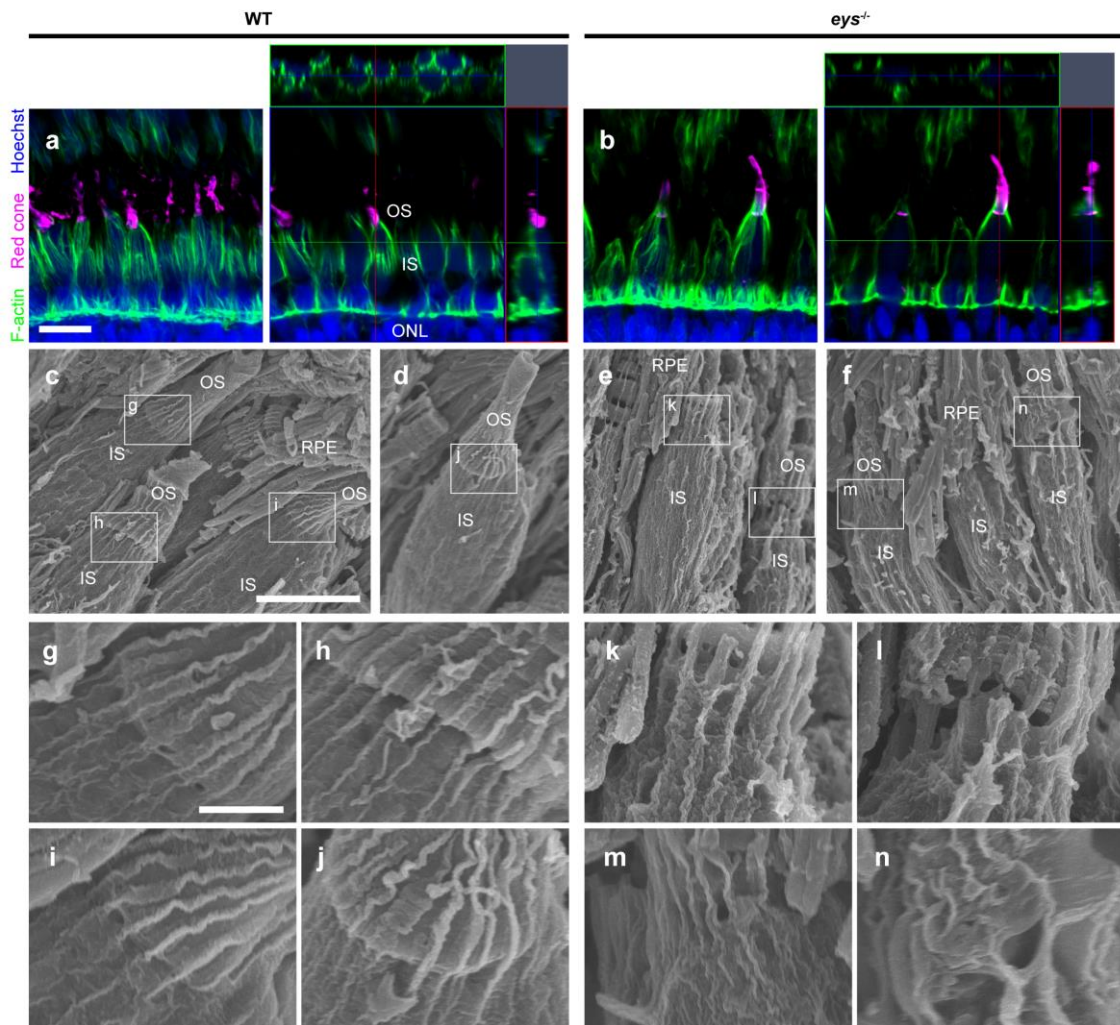 WT
eys-/-
F-actin Red cone Hoechst
a
OS
IS
ONL
b
c
OS
g
IS
RPE
OS
OS
h
i
IS
IS
d
OS
j
IS
e
RPE
k
OS
IS
l
IS
f
OS
n
RPE
OS
m
IS
IS
IS
g
h
k
l
i
j
m
n